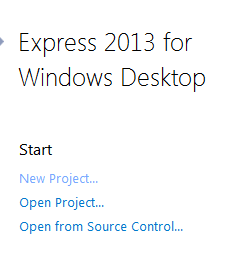 Express 2013 for
Windows Desktop
Start
New Project...
Open Project...
Open from Source Control...